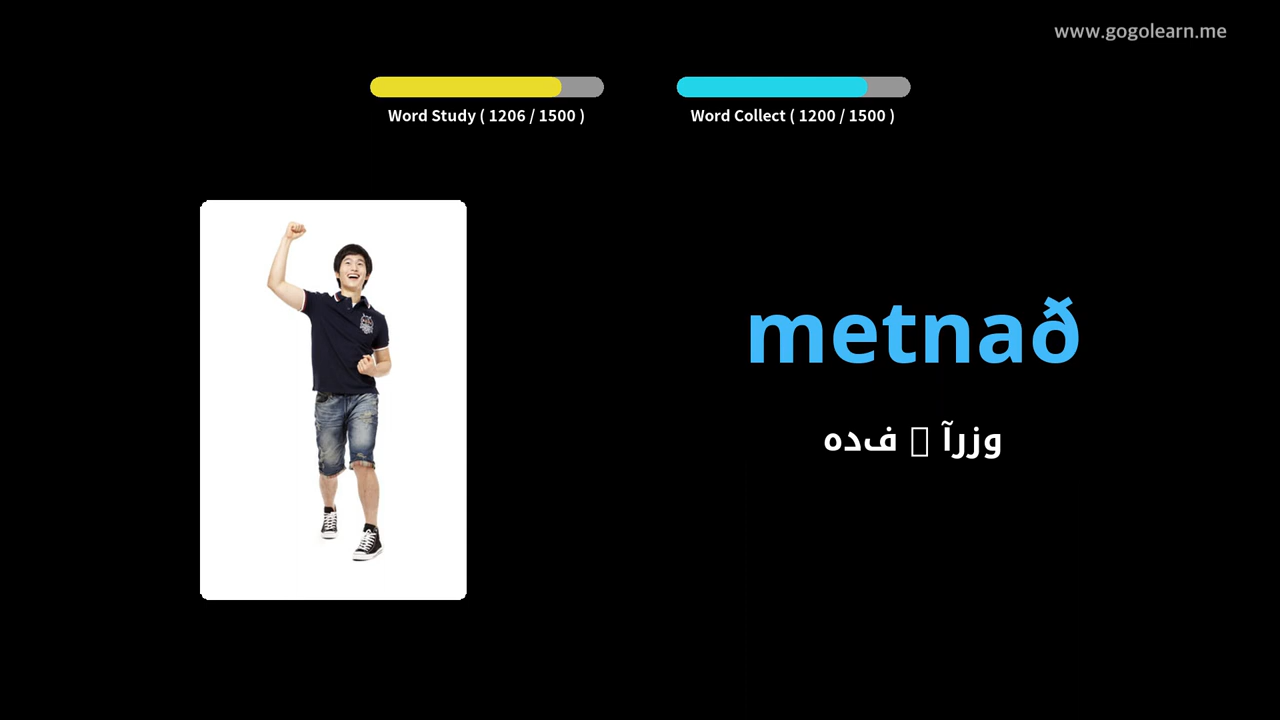 www.gogolearn.me
Word Study ( 1206 / 1500 )
Word Collect ( 1200 / 1500 )
metnað
وزرآ □ فده